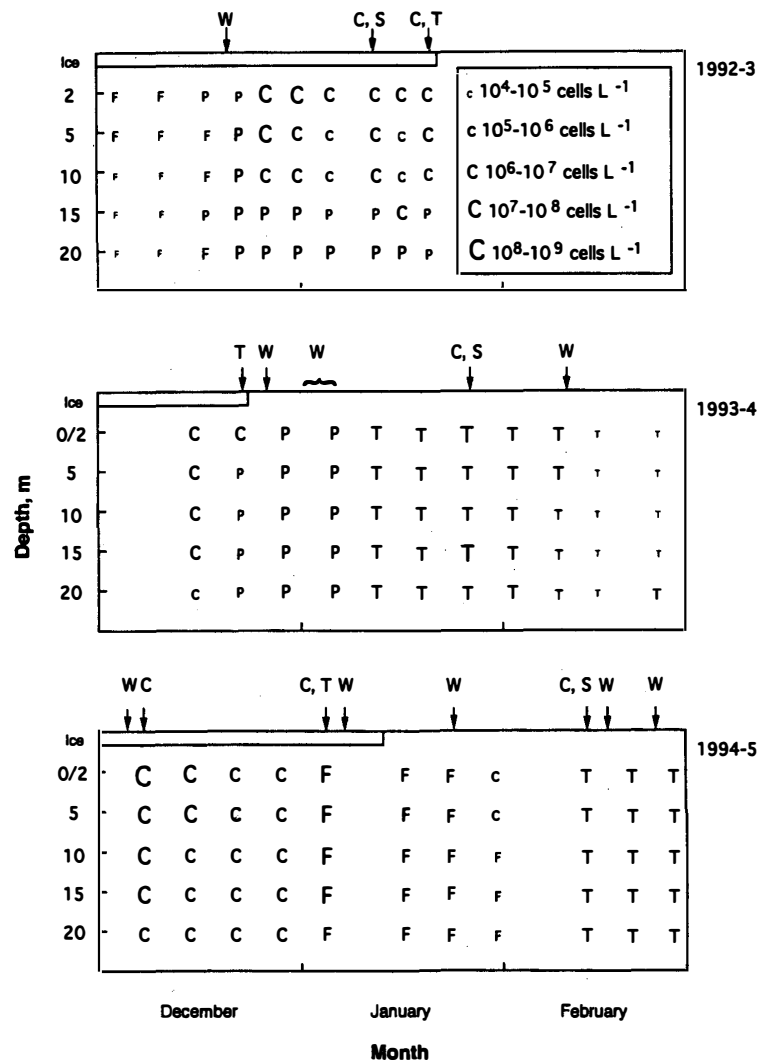 W C, S C, T
1992-3
Ice
2 F F P P C C C C C C
5 F F F P C C c C c C
10 F F F P C C c C c C
15 F F P P P P P P C P
20 F F F P P P P P P P
c 10⁴-10⁵ cells L⁻¹
c 10⁵-10⁶ cells L⁻¹
C 10⁶-10⁷ cells L⁻¹
C 10⁷-10⁸ cells L⁻¹
C 10⁸-10⁹ cells L⁻¹
T W W C, S W
1993-4
Ice
0/2 C C P P T T T T T T T
5 C P P P T T T T T T T
10 C P P P T T T T T T T
15 C P P P T T T T T T T
20 c P P P T T T T T T T
Depth, m
W C C, T W W C, S W W
1994-5
Ice
0/2 C C C C F F F c T T T
5 C C C C F F F c T T T
10 C C C C F F F F T T T
15 C C C C F F F F T T T
20 C C C C F F F F T T T
December January February
Month